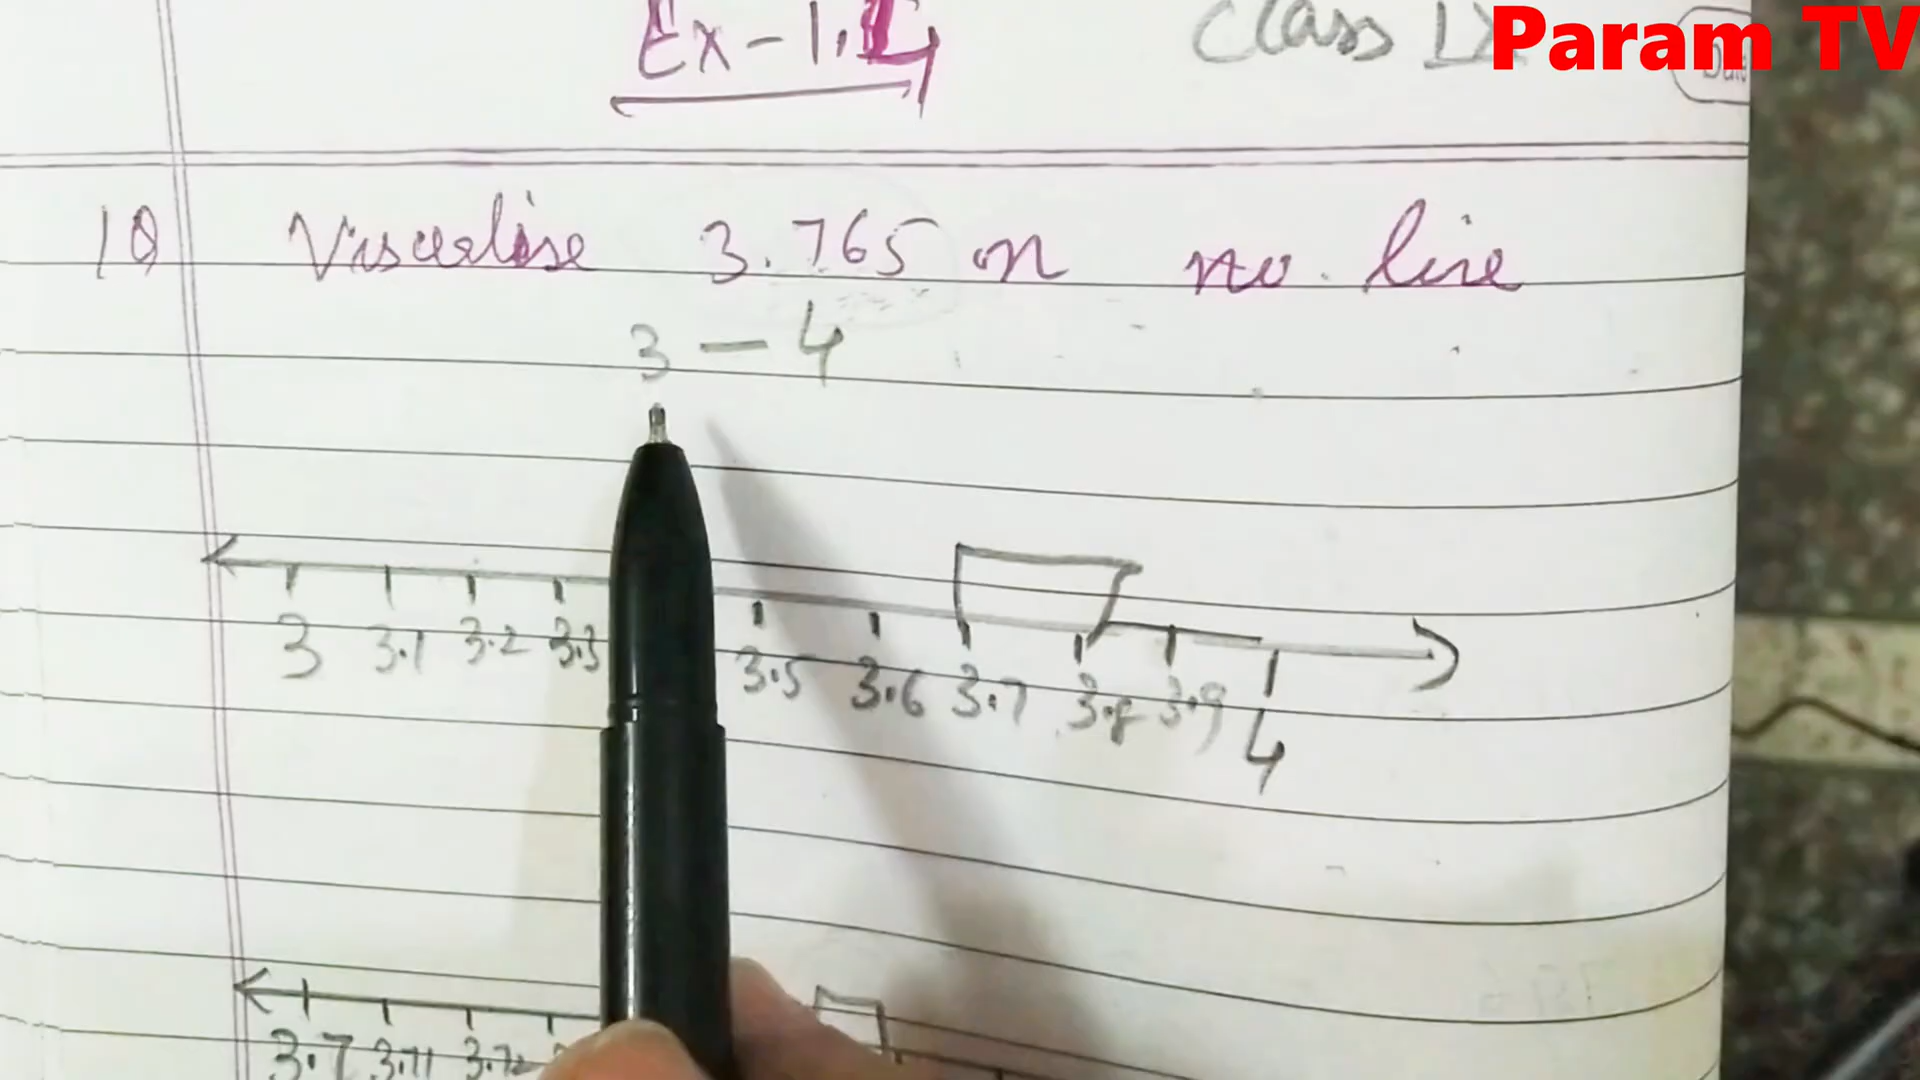 Ex-1.4
Class IX
Param TV
1Q Visualise 3.765 on no. line
3 — 4
3 3.1 3.2 3.3 3.5 3.6 3.7 3.8 3.9 4
3.7 3.71 3.72